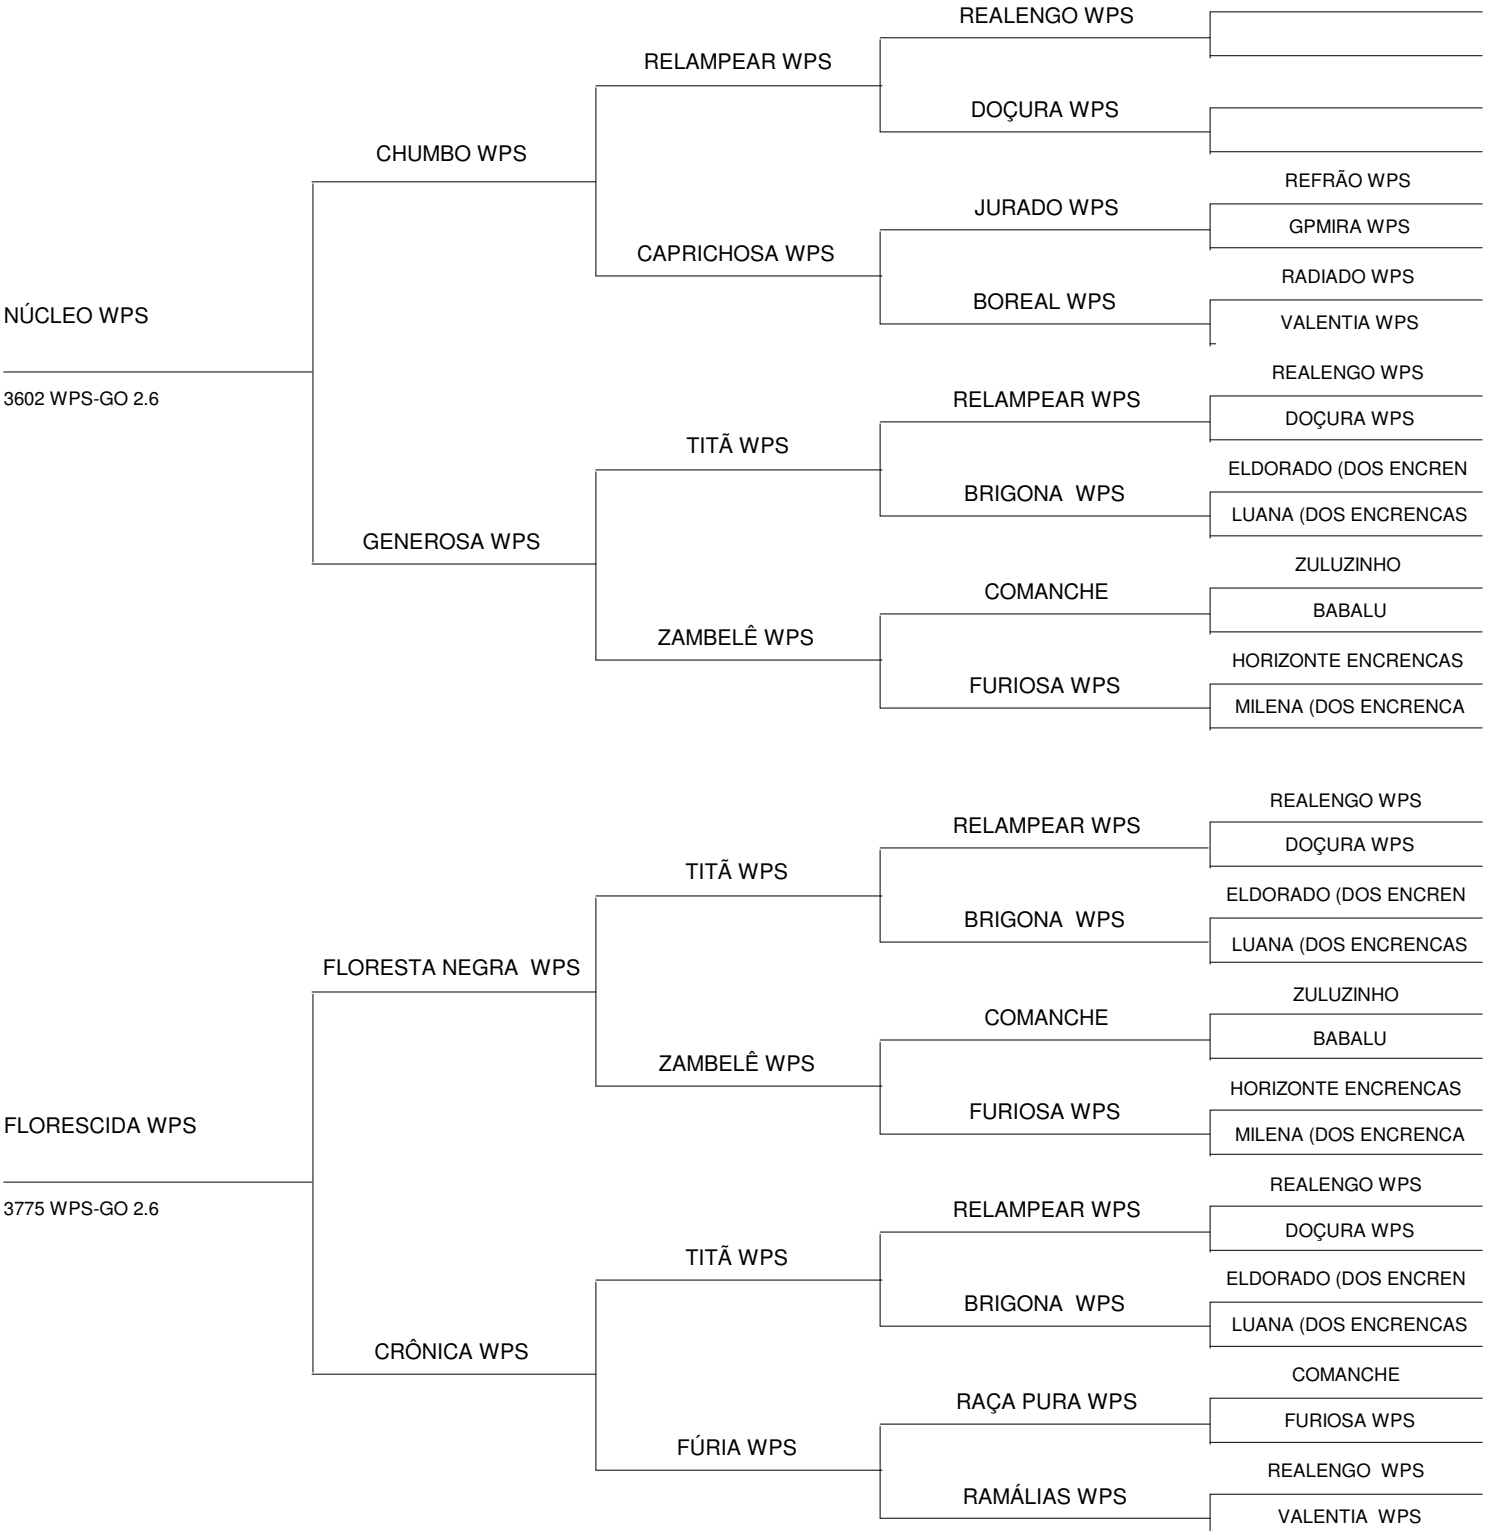 REALENGO WPS
RELAMPEAR WPS
DOÇURA WPS
CHUMBO WPS
REFRÃO WPS
JURADO WPS
GPMIRA WPS
CAPRICHOSA WPS
RADIADO WPS
BOREAL WPS
NÚCLEO WPS
VALENTIA WPS
REALENGO WPS
3602 WPS-GO 2.6
RELAMPEAR WPS
DOÇURA WPS
TITÃ WPS
ELDORADO (DOS ENCREN
BRIGONA  WPS
LUANA (DOS ENCRENCAS
GENEROSA WPS
ZULUZINHO
COMANCHE
BABALU
ZAMBELÊ WPS
HORIZONTE ENCRENCAS
FURIOSA WPS
MILENA (DOS ENCRENCA
REALENGO WPS
RELAMPEAR WPS
DOÇURA WPS
TITÃ WPS
ELDORADO (DOS ENCREN
BRIGONA  WPS
LUANA (DOS ENCRENCAS
FLORESTA NEGRA  WPS
ZULUZINHO
COMANCHE
BABALU
ZAMBELÊ WPS
HORIZONTE ENCRENCAS
FURIOSA WPS
FLORESCIDA WPS
MILENA (DOS ENCRENCA
REALENGO WPS
3775 WPS-GO 2.6
RELAMPEAR WPS
DOÇURA WPS
TITÃ WPS
ELDORADO (DOS ENCREN
BRIGONA  WPS
LUANA (DOS ENCRENCAS
CRÔNICA WPS
COMANCHE
RAÇA PURA WPS
FURIOSA WPS
FÚRIA WPS
REALENGO  WPS
RAMÁLIAS WPS
VALENTIA  WPS